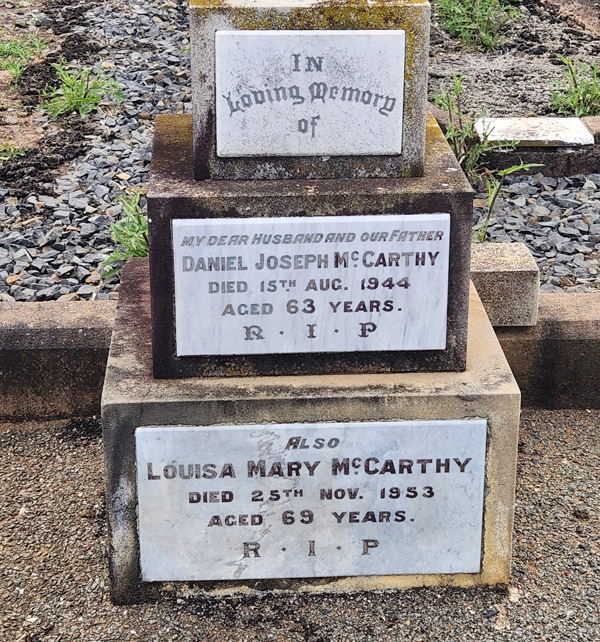 IN
Loving Memory
of
MY DEAR HUSBAND AND OUR FATHER
DANIEL JOSEPH McCARTHY
DIED 15TH AUG. 1944
AGED 63 YEARS.
R · I · P
ALSO
LOUISA MARY McCARTHY
DIED 25TH NOV. 1953
AGED 69 YEARS.
R · I · P